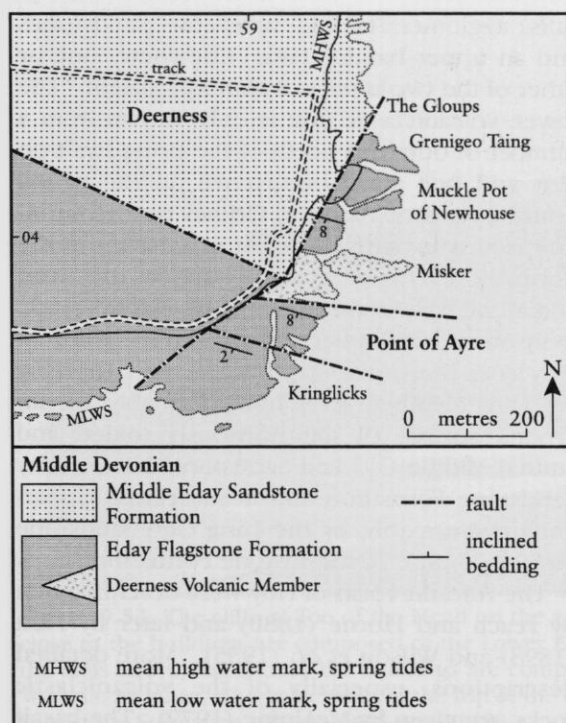 59
MHWS
track
The Gloups
Deerness
Grenigeo Taing
Muckle Pot
of Newhouse
8
04
Misker
8
Point of Ayre
2
Kringlicks
N
MLWS
0 metres 200
Middle Devonian
Middle Eday Sandstone
Formation
fault
Eday Flagstone Formation
inclined
bedding
Deerness Volcanic Member
MHWS mean high water mark, spring tides
MLWS mean low water mark, spring tides